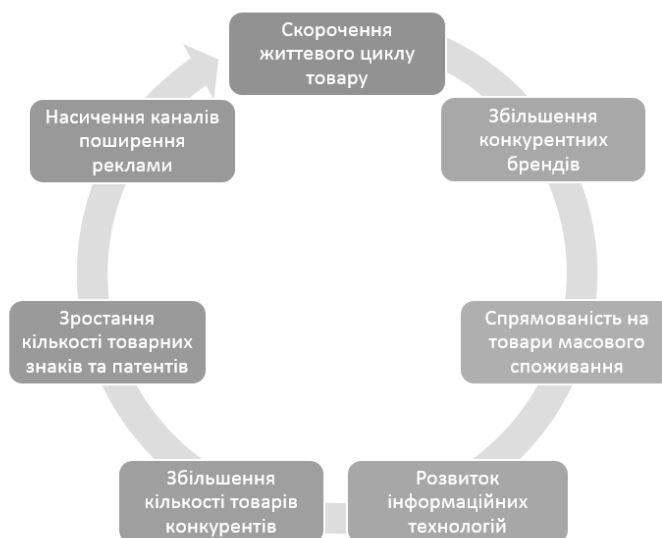 Скорочення
життєвого циклу
товару
Збільшення
конкурентних
брендів
Спрямованість на
товари масового
споживання
Розвиток
інформаційних
технологій
Збільшення
кількості товарів
конкурентів
Зростання
кількості товарних
знаків та патентів
Насичення каналів
поширення
реклами